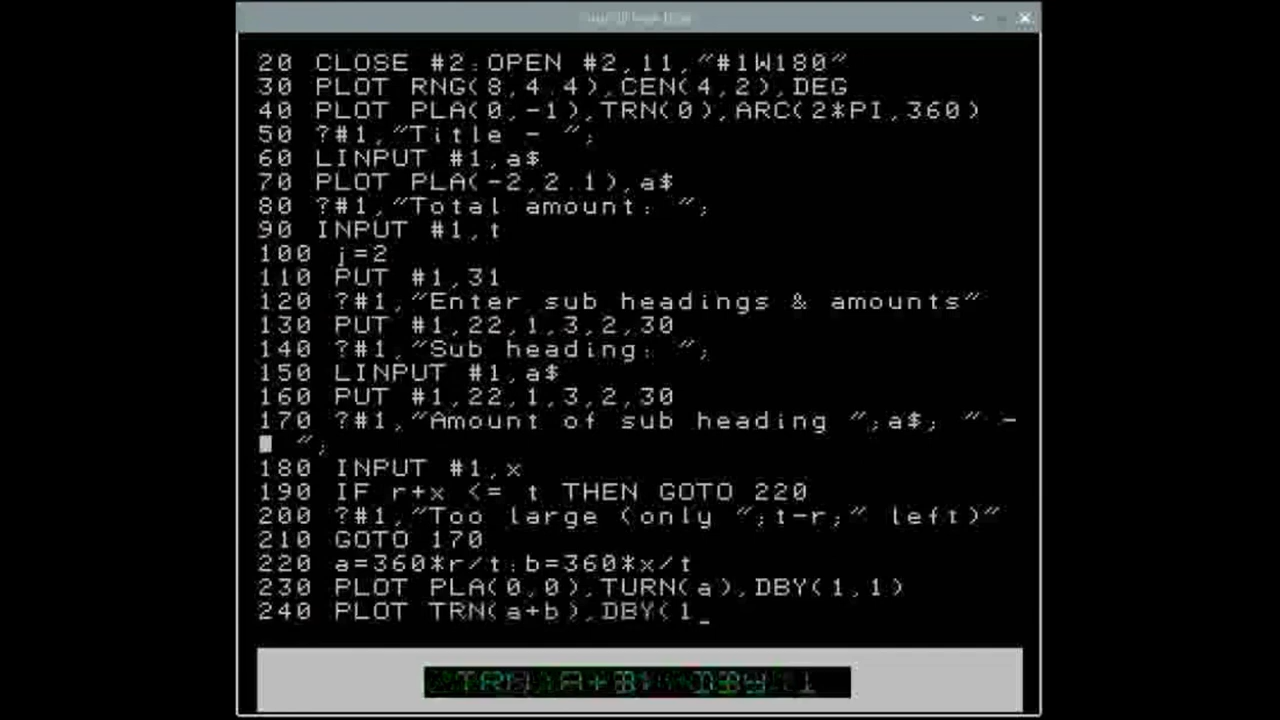 20 CLOSE #2:OPEN #2,11,"#1W180"
30 PLOT RNG(8,4.4),CEN(4,2),DEG
40 PLOT PLA(0,-1),TRN(0),ARC(2*PI,360)
50 ?#1,"Title - ";
60 LINPUT #1,a$
70 PLOT PLA(-2,2.1),a$
80 ?#1,"Total amount: ";
90 INPUT #1,t
100 j=2
110 PUT #1,31
120 ?#1,"Enter sub headings & amounts"
130 PUT #1,22,1,3,2,30
140 ?#1,"Sub heading: ";
150 LINPUT #1,a$
160 PUT #1,22,1,3,2,30
170 ?#1,"Amount of sub heading ";a$; " -
";
180 INPUT #1,x
190 IF r+x <= t THEN GOTO 220
200 ?#1,"Too large (only ";t-r;" left)"
210 GOTO 170
220 a=360*r/t:b=360*x/t
230 PLOT PLA(0,0),TURN(a),DBY(1,1)
240 PLOT TRN(a+b),DBY(1_